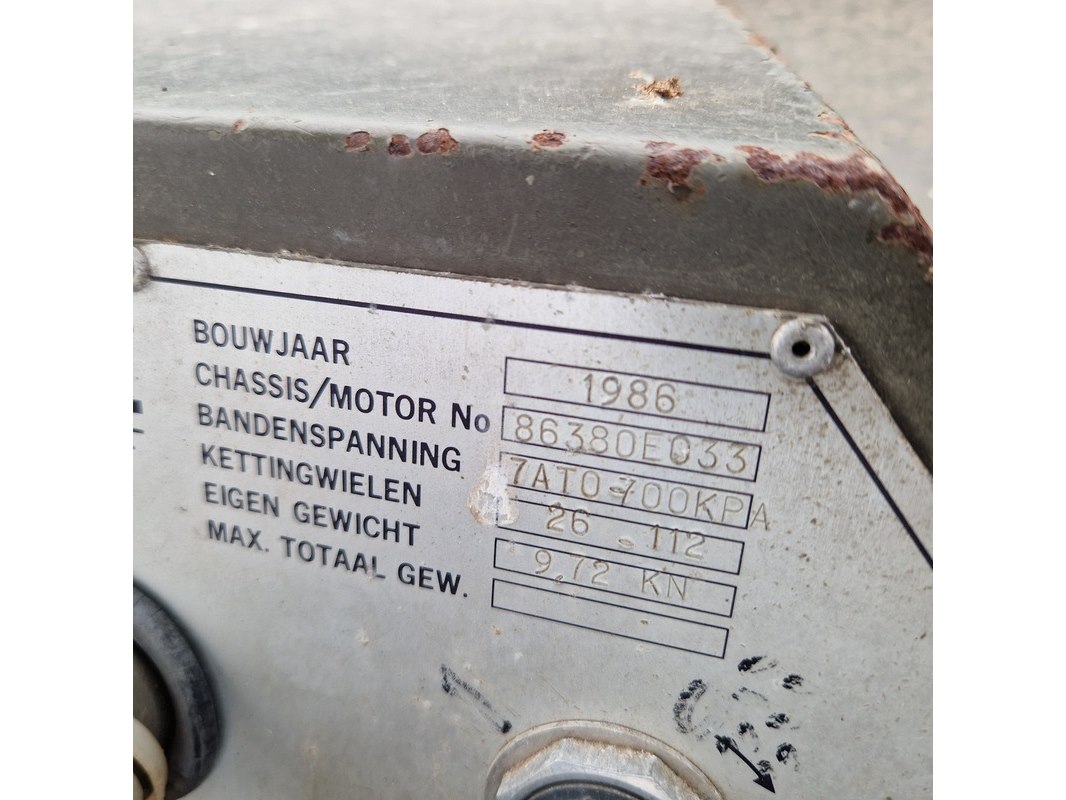 BOUWJAAR 1986
CHASSIS/MOTOR No 86380E033
BANDENSPANNING 7ATO-700KPA
KETTINGWIELEN 26 - 112
EIGEN GEWICHT 9,72 KN
MAX. TOTAAL GEW.